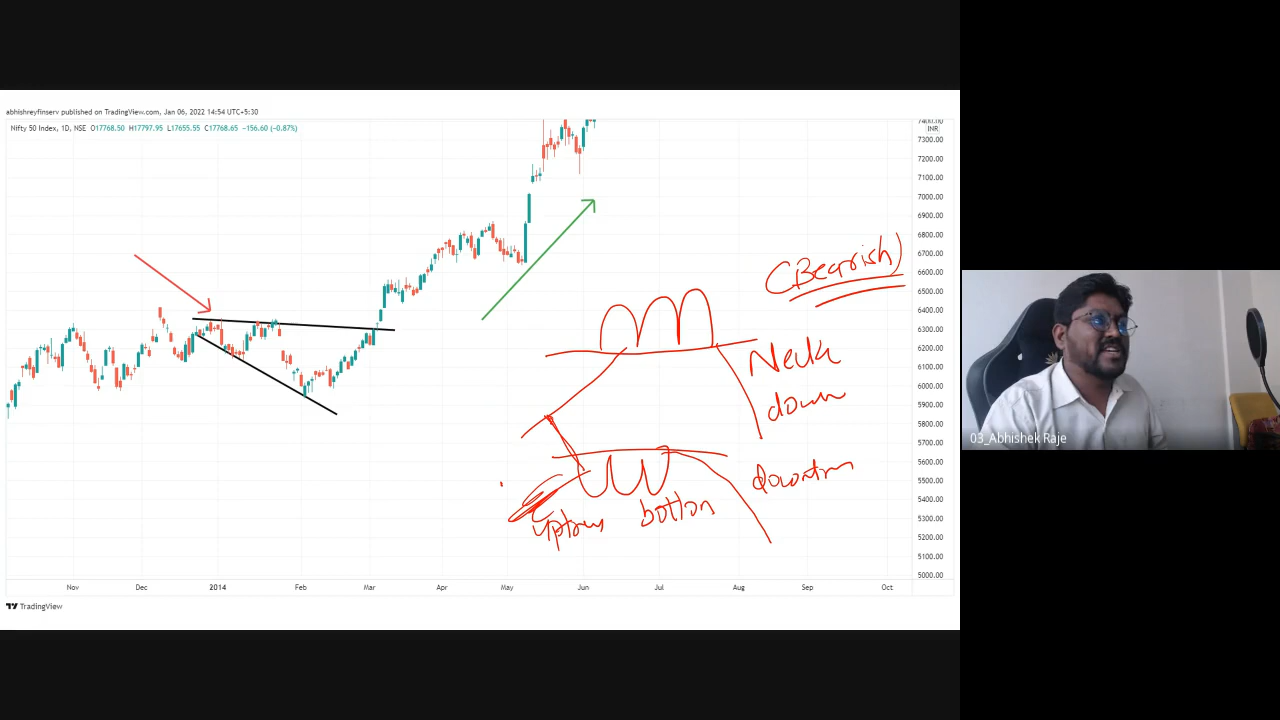 abhishreyfinserv published on TradingView.com, Jan 06, 2022 14:54 UTC+5:30
Nifty 50 Index, 1D, NSE O17768.50 H17797.95 L17655.55 C17768.65 −156.60 (−0.87%)
7400.00
INR
7300.00
7200.00
7100.00
7000.00
6900.00
6800.00
6700.00
6600.00
6500.00
6400.00
6300.00
6200.00
6100.00
6000.00
5900.00
5800.00
5700.00
5600.00
5500.00
5400.00
5300.00
5200.00
5100.00
5000.00
(Bearish)
Neck
down
bottom
Nov Dec 2014 Feb Mar Apr May Jun Jul Aug Sep Oct
TradingView
03_Abhishek Raje